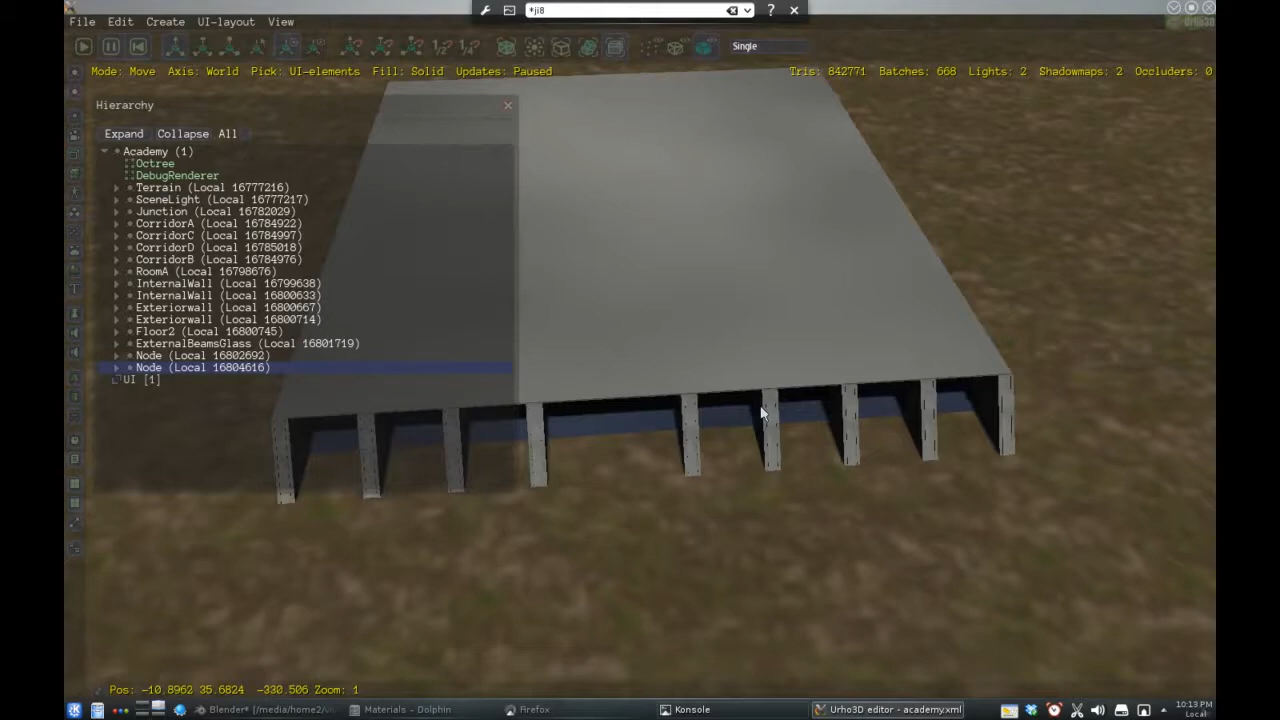 *ji8
File Edit Create UI-layout View
Single
Mode: Move Axis: World Pick: UI-elements Fill: Solid Updates: Paused
Tris: 842771 Batches: 668 Lights: 2 Shadowmaps: 2 Occluders: 0
Hierarchy
Expand Collapse All
Academy (1)
Octree
DebugRenderer
Terrain (Local 16777216)
SceneLight (Local 16777217)
Junction (Local 16782029)
CorridorA (Local 16784922)
CorridorC (Local 16784997)
CorridorD (Local 16785018)
CorridorB (Local 16784976)
RoomA (Local 16798676)
InternalWall (Local 16799638)
InternalWall (Local 16800633)
Exteriorwall (Local 16800667)
Exteriorwall (Local 16800714)
Floor2 (Local 16800745)
ExternalBeamsGlass (Local 16801719)
Node (Local 16802692)
Node (Local 16804616)
UI [1]
Pos: -10.8962 35.6824 -330.506 Zoom: 1
Blender* [/media/home2/
Materials - Dolphin
Firefox
Konsole
Urho3D editor - academy.xml
10:13 PM
Local